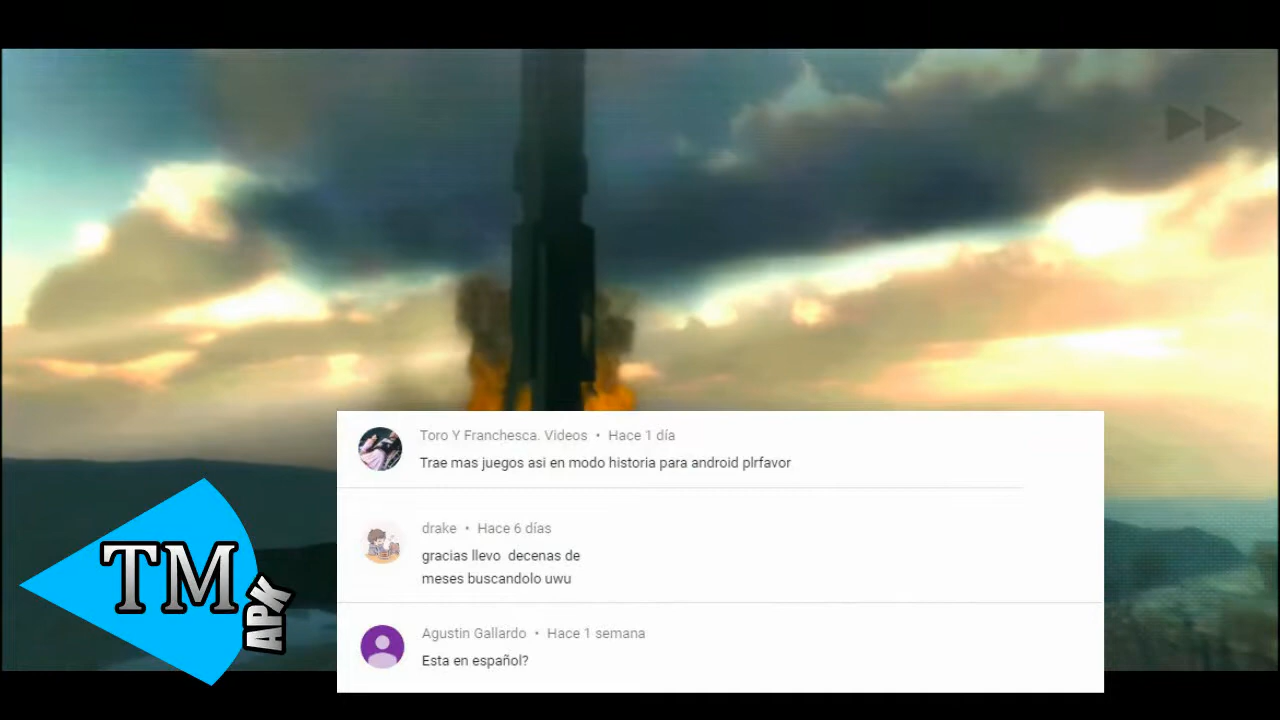 Toro Y Franchesca. Videos • Hace 1 día
Trae mas juegos asi en modo historia para android plrfavor
drake • Hace 6 días
gracias llevo decenas de
meses buscandolo uwu
TM
APK
Agustin Gallardo • Hace 1 semana
Esta en español?